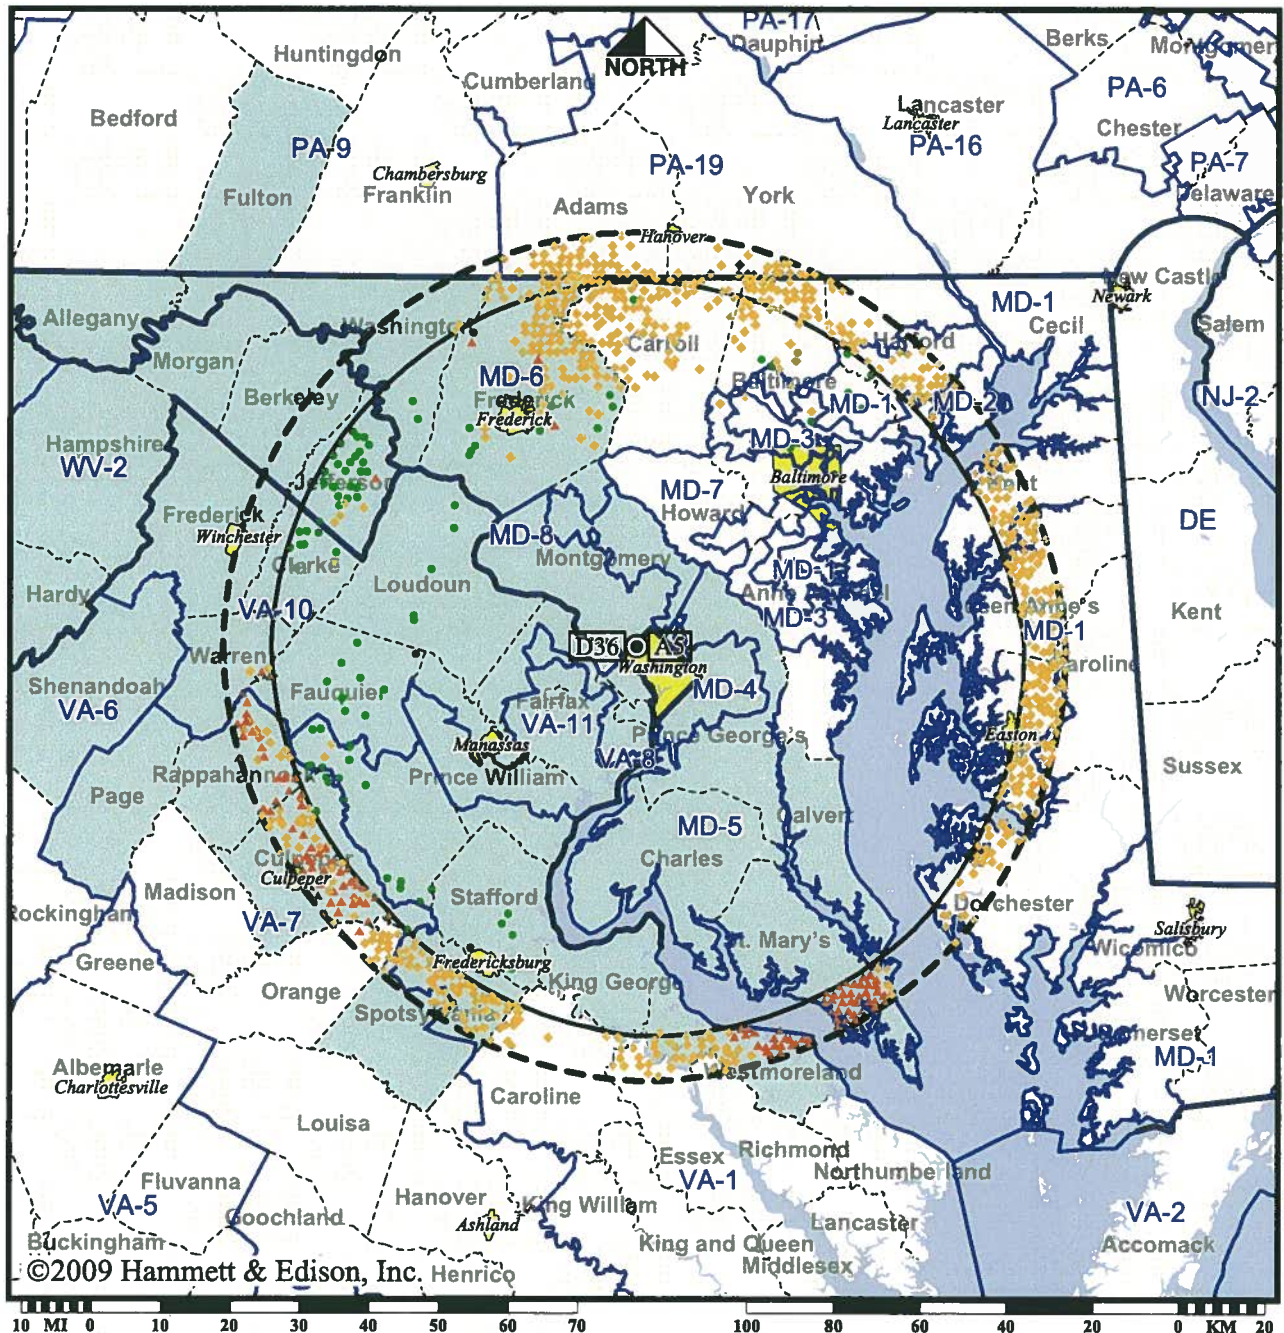 PA-17
Dauphin
Berks
Montgomery
Huntingdon
Cumberland
NORTH
PA-6
Bedford
Lancaster
Lancaster
PA-16
Chester
PA-9
Chambersburg
Franklin
PA-19
PA-7
Fulton
Adams
York
Delaware
Hanover
New Castle
Newark
MD-1
Cecil
Salem
Allegany
Washington
Morgan
Carroll
Harford
MD-6
Frederick
Frederick
Baltimore
MD-1
MD-2
NJ-2
Berkeley
Hampshire
WV-2
MD-3
Baltimore
Jefferson
Kent
MD-7
Howard
Frederick
Winchester
MD-8
Montgomery
DE
Clarke
Loudoun
MD-1
Anne Arundel
MD-3
Hardy
VA-10
Queen Anne's
MD-1
Kent
D36
A5
Washington
Warren
Caroline
Shenandoah
VA-6
Fauquier
Fairfax
VA-11
MD-4
Manassas
Prince George's
Easton
VA-8
Rappahannock
Prince William
Sussex
Page
MD-5
Calvert
Culpeper
Culpeper
Charles
Madison
Stafford
VA-7
Dorchester
Rockingham
Salisbury
Wicomico
Greene
Fredericksburg
St. Mary's
Orange
King George
Worcester
Spotsylvania
Somerset
MD-1
Albemarle
Charlottesville
Westmoreland
Caroline
Louisa
Richmond
Essex
Northumberland
VA-1
Fluvanna
VA-5
Hanover
King William
Goochland
Ashland
Lancaster
VA-2
Accomack
Buckingham
King and Queen
Middlesex
©2009 Hammett & Edison, Inc.
Henrico
10 MI 0 10 20 30 40 50 60 70 100 80 60 40 20 0 KM 20